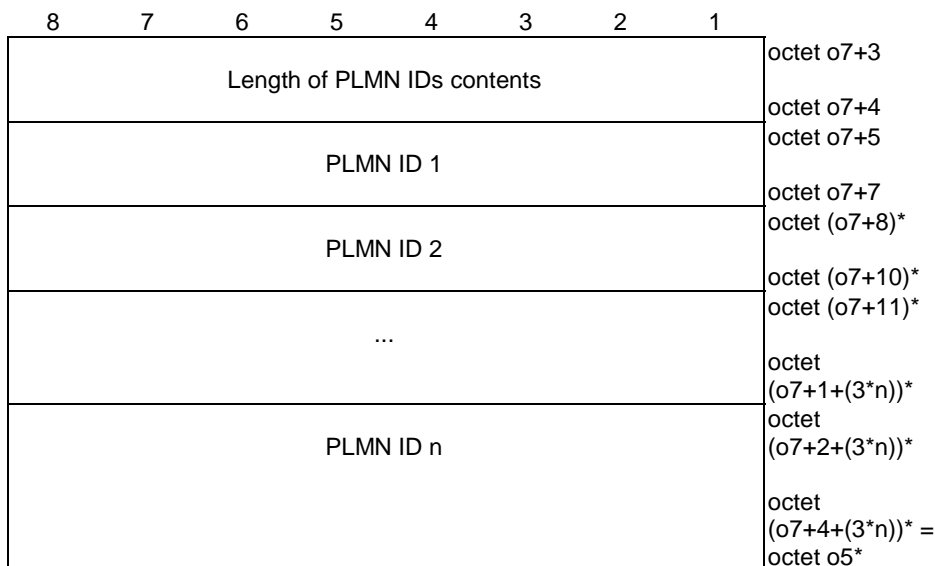 8 7 6 5 4 3 2 1
octet o7+3
Length of PLMN IDs contents
octet o7+4
octet o7+5
PLMN ID 1
octet o7+7
octet (o7+8)*
PLMN ID 2
octet (o7+10)*
octet (o7+11)*
...
octet
(o7+1+(3*n))*
octet
PLMN ID n (o7+2+(3*n))*
octet
(o7+4+(3*n))* =
octet o5*